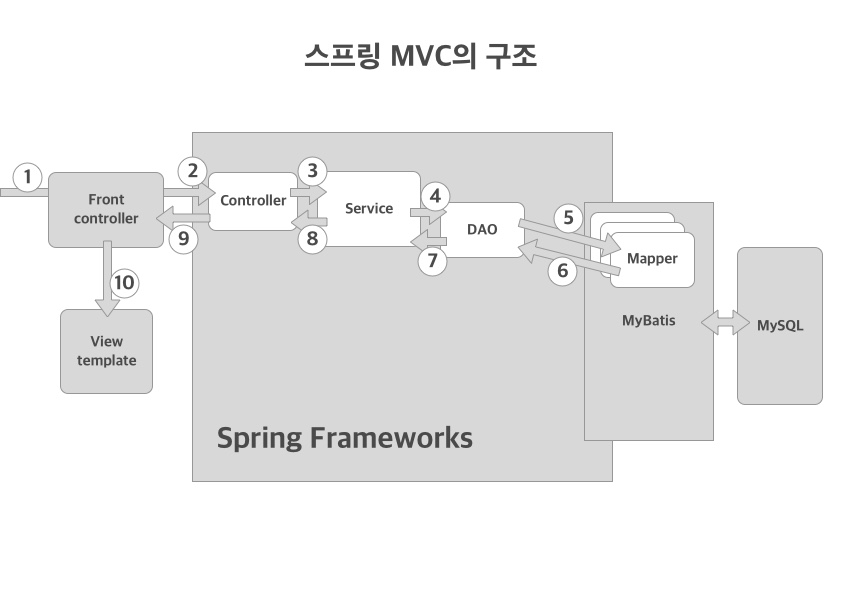 스프링 MVC의 구조
1
2
3
4
5
6
7
8
9
10
Front
controller
Controller
Service
DAO
Mapper
MyBatis
MySQL
View
template
Spring Frameworks